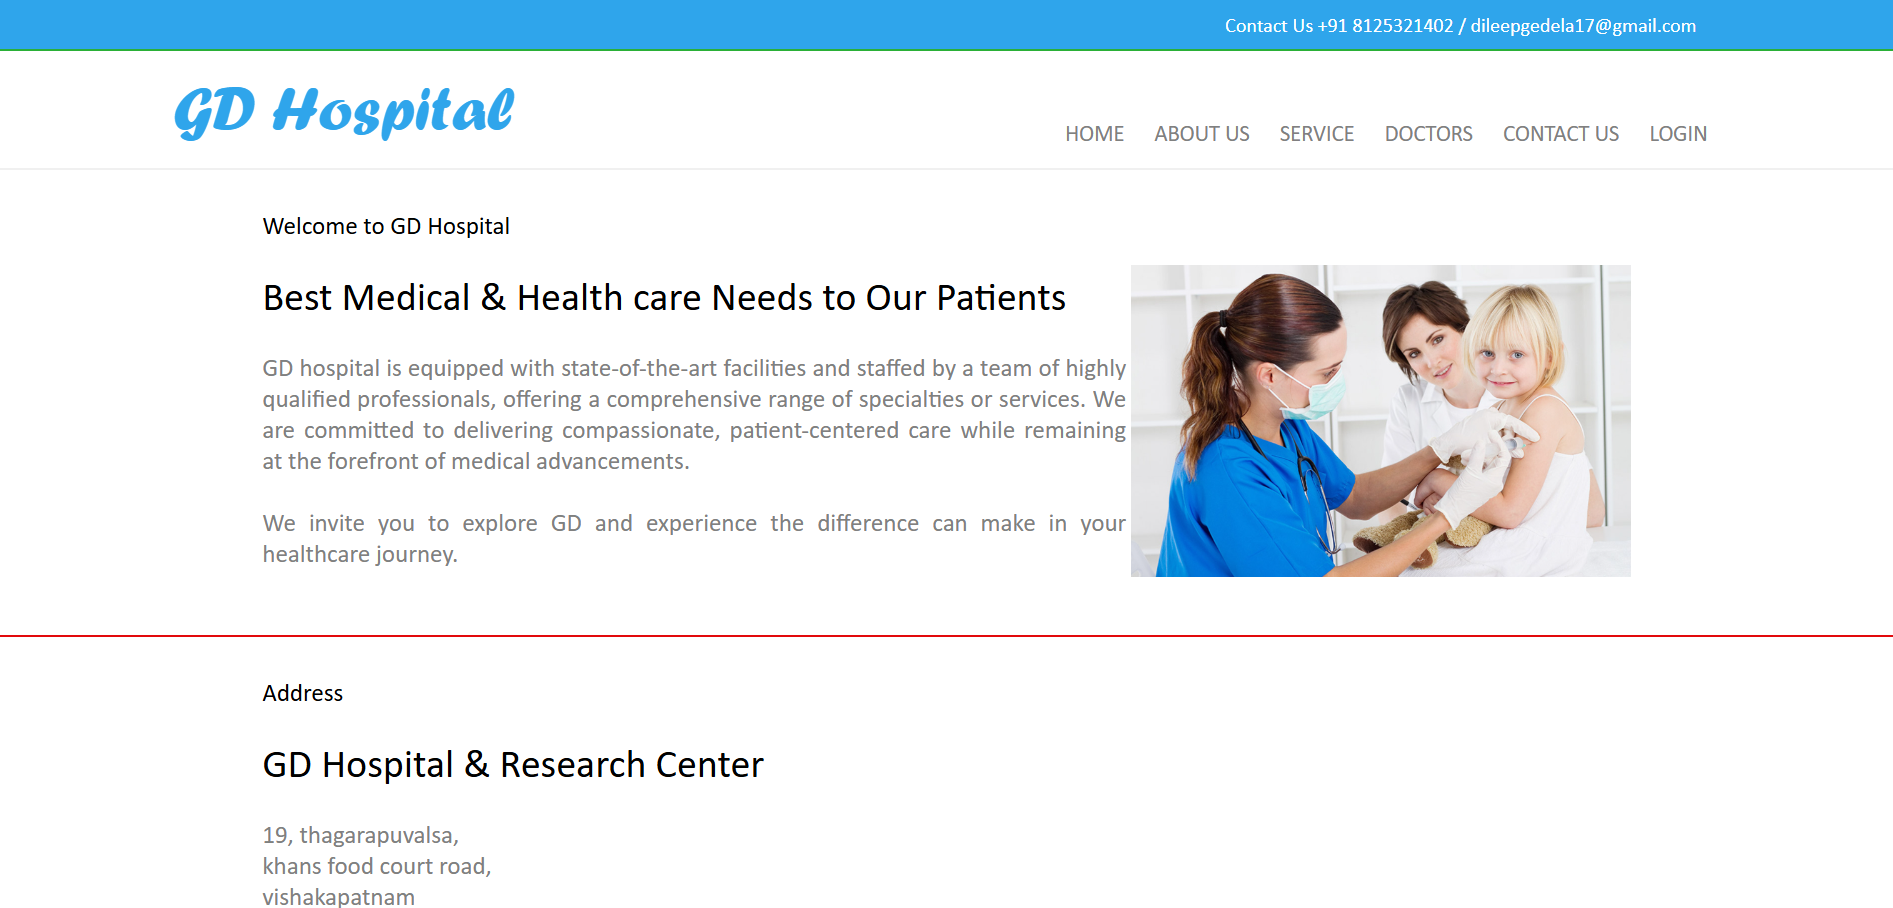 Contact Us +91 8125321402 / dileepgedela17@gmail.com
GD Hospital
HOME ABOUT US SERVICE DOCTORS CONTACT US LOGIN
Welcome to GD Hospital
Best Medical & Health care Needs to Our Patients
GD hospital is equipped with state-of-the-art facilities and staffed by a team of highly
qualified professionals, offering a comprehensive range of specialties or services. We
are committed to delivering compassionate, patient-centered care while remaining
at the forefront of medical advancements.
We invite you to explore GD and experience the difference can make in your
healthcare journey.
Address
GD Hospital & Research Center
19, thagarapuvalsa,
khans food court road,
vishakapatnam